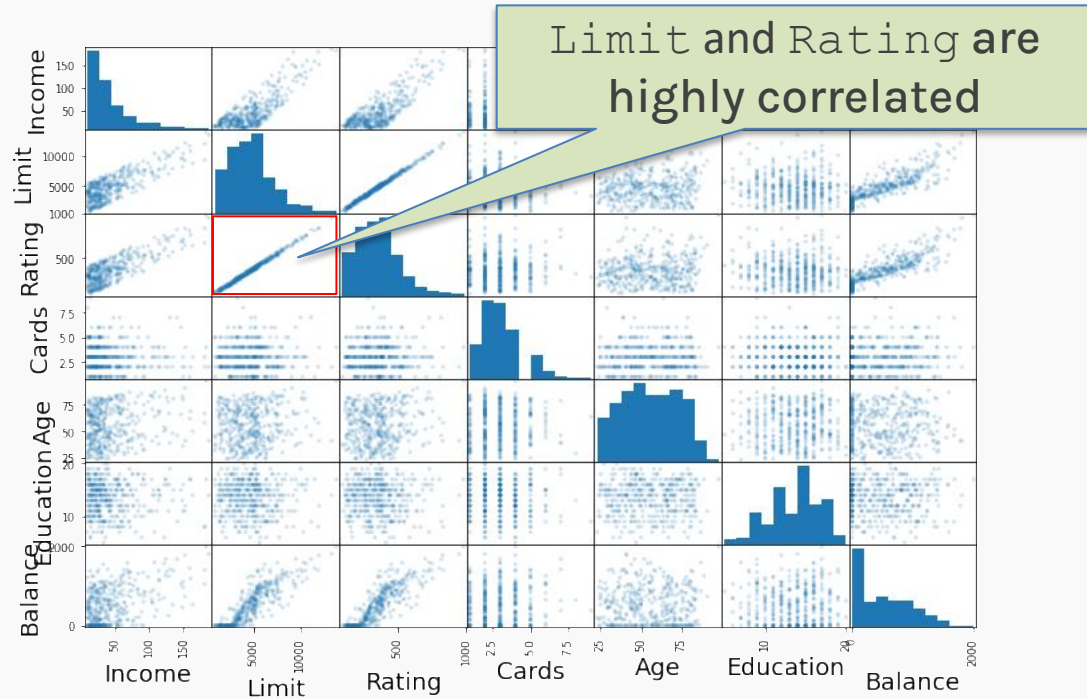 Limit and Rating are
highly correlated
Income
150
100
50
Limit
10000
5000
Rating
1000
500
Cards
7.5
5.0
2.5
Age
75
50
25
Education
20
10
Balance
2000
0
50
100
150
Income
5000
10000
Limit
500
1000
Rating
2.5
5.0
7.5
Cards
25
50
75
Age
10
20
Education
0
2000
Balance